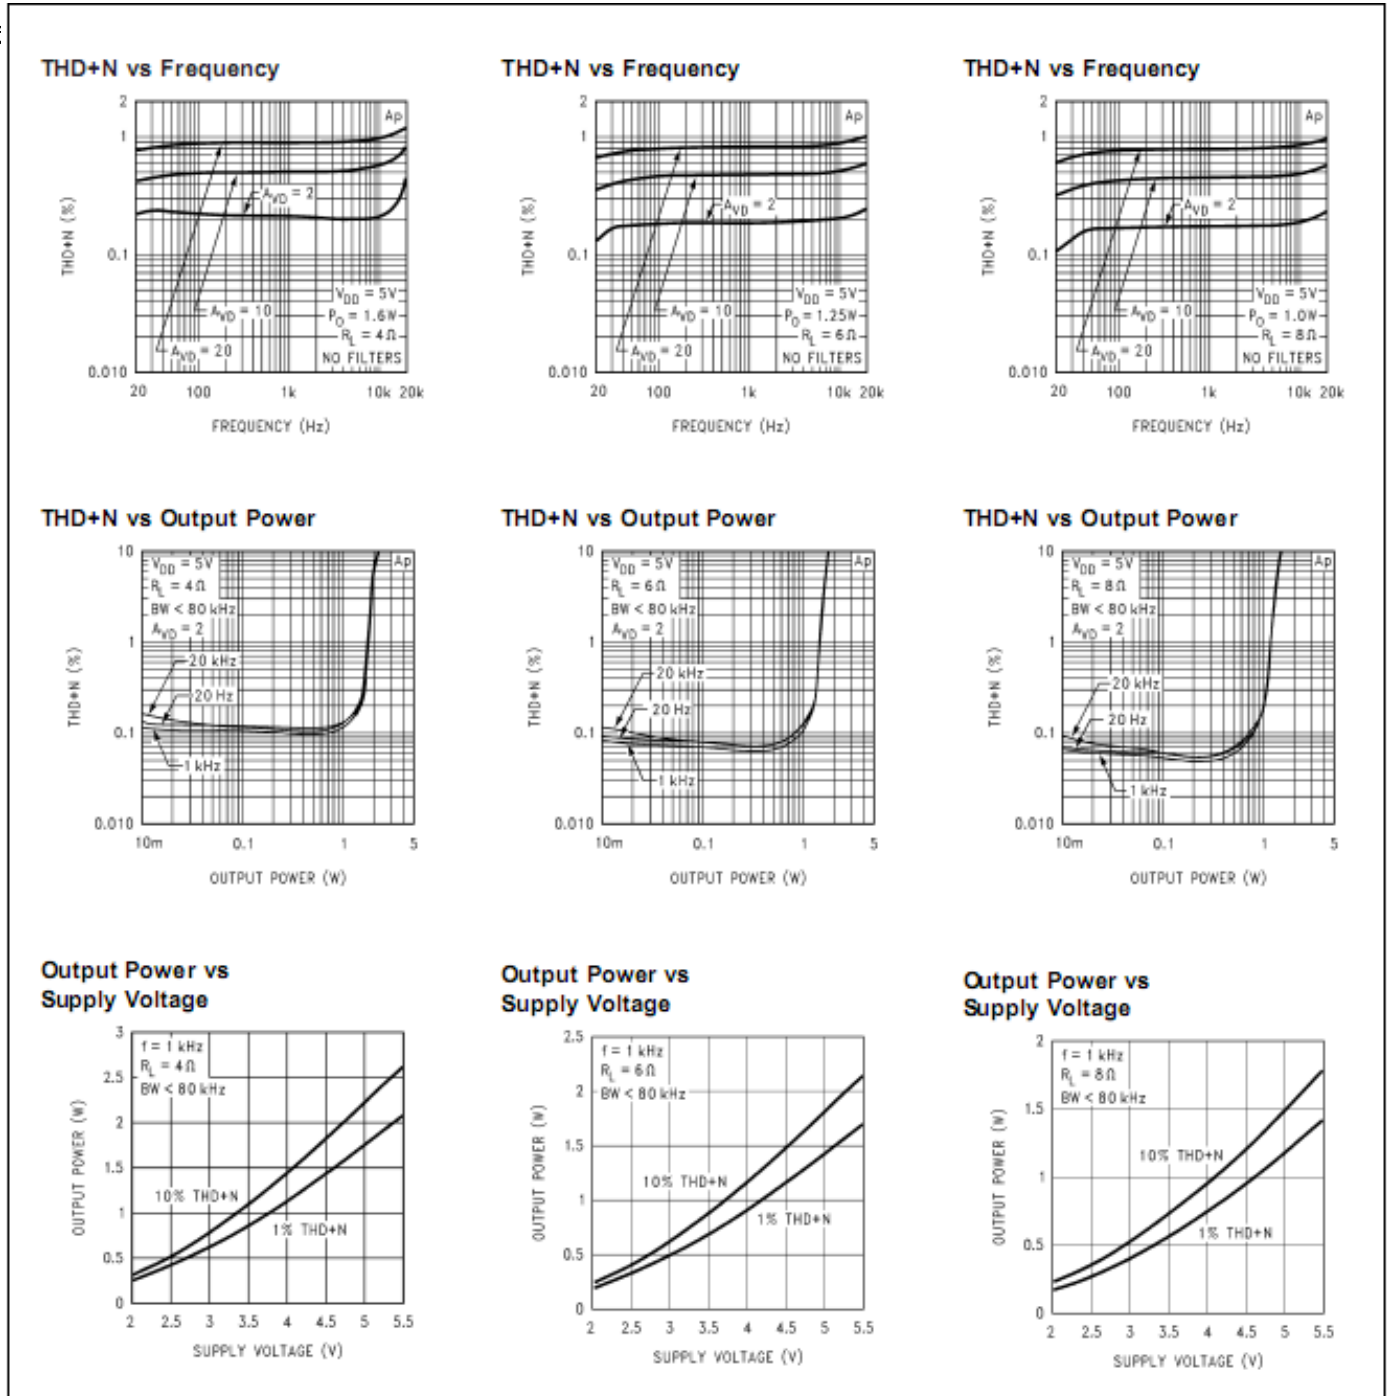 THD+N vs Frequency
2
1
0.1
0.010
THD+N (%)
Ap
AVD = 2
AVD = 10
AVD = 20
VDD = 5V
PO = 1.6W
RL = 4Ω
NO FILTERS
20 100 1k 10k 20k
FREQUENCY (Hz)
THD+N vs Frequency
2
1
0.1
0.010
THD+N (%)
Ap
AVD = 2
AVD = 10
AVD = 20
VDD = 5V
PO = 1.25W
RL = 6Ω
NO FILTERS
20 100 1k 10k 20k
FREQUENCY (Hz)
THD+N vs Frequency
2
1
0.1
0.010
THD+N (%)
Ap
AVD = 2
AVD = 10
AVD = 20
VDD = 5V
PO = 1.0W
RL = 8Ω
NO FILTERS
20 100 1k 10k 20k
FREQUENCY (Hz)
THD+N vs Output Power
10
1
0.1
0.010
THD+N (%)
Ap
VDD = 5V
RL = 4Ω
BW < 80 kHz
AVD = 2
20 kHz
20 Hz
1 kHz
10m 0.1 1 5
OUTPUT POWER (W)
THD+N vs Output Power
10
1
0.1
0.010
THD+N (%)
Ap
VDD = 5V
RL = 6Ω
BW < 80 kHz
AVD = 2
20 kHz
20 Hz
1 kHz
10m 0.1 1 5
OUTPUT POWER (W)
THD+N vs Output Power
10
1
0.1
0.010
THD+N (%)
Ap
VDD = 5V
RL = 8Ω
BW < 80 kHz
AVD = 2
20 kHz
20 Hz
1 kHz
10m 0.1 1 5
OUTPUT POWER (W)
Output Power vs
Supply Voltage
3
2.5
2
1.5
1
0.5
0
OUTPUT POWER (W)
f = 1 kHz
RL = 4Ω
BW < 80 kHz
10% THD+N
1% THD+N
2 2.5 3 3.5 4 4.5 5 5.5
SUPPLY VOLTAGE (V)
Output Power vs
Supply Voltage
2.5
2
1.5
1
0.5
0
OUTPUT POWER (W)
f = 1 kHz
RL = 6Ω
BW < 80 kHz
10% THD+N
1% THD+N
2 2.5 3 3.5 4 4.5 5 5.5
SUPPLY VOLTAGE (V)
Output Power vs
Supply Voltage
2
1.5
1
0.5
0
OUTPUT POWER (W)
f = 1 kHz
RL = 8Ω
BW < 80 kHz
10% THD+N
1% THD+N
2 2.5 3 3.5 4 4.5 5 5.5
SUPPLY VOLTAGE (V)